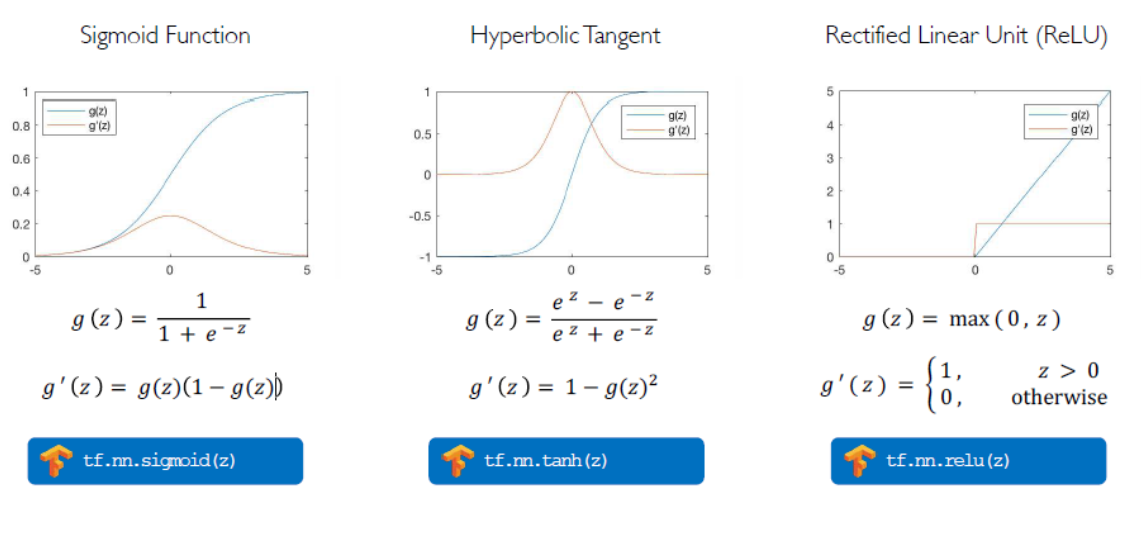 Sigmoid Function
1
0.8
0.6
0.4
0.2
0
-5
0
5
g(z)
g'(z)
g(z) = 1 / (1 + e^{-z})
g'(z) = g(z)(1 − g(z))
tf.nn.sigmoid(z)
Hyperbolic Tangent
1
0.5
0
-0.5
-1
-5
0
5
g(z)
g'(z)
g(z) = (e^z − e^{-z}) / (e^z + e^{-z})
g'(z) = 1 − g(z)²
tf.nn.tanh(z)
Rectified Linear Unit (ReLU)
5
4
3
2
1
0
-5
0
5
g(z)
g'(z)
g(z) = max(0, z)
g'(z) = { 1, z > 0
0, otherwise
tf.nn.relu(z)